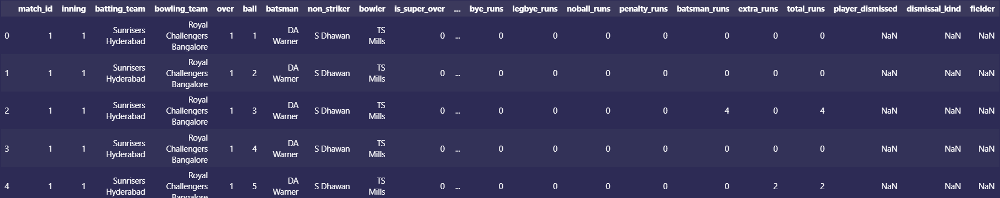 match_id inning batting_team bowling_team over ball batsman non_striker bowler is_super_over ... bye_runs legbye_runs noball_runs penalty_runs batsman_runs extra_runs total_runs player_dismissed dismissal_kind fielder
0 1 1 Sunrisers Hyderabad Royal Challengers Bangalore 1 1 DA Warner S Dhawan TS Mills 0 ... 0 0 0 0 0 0 0 NaN NaN NaN
1 1 1 Sunrisers Hyderabad Royal Challengers Bangalore 1 2 DA Warner S Dhawan TS Mills 0 ... 0 0 0 0 0 0 0 NaN NaN NaN
2 1 1 Sunrisers Hyderabad Royal Challengers Bangalore 1 3 DA Warner S Dhawan TS Mills 0 ... 0 0 0 0 4 0 4 NaN NaN NaN
3 1 1 Sunrisers Hyderabad Royal Challengers Bangalore 1 4 DA Warner S Dhawan TS Mills 0 ... 0 0 0 0 0 0 0 NaN NaN NaN
4 1 1 Sunrisers Hyderabad Royal Challengers Bangalore 1 5 DA Warner S Dhawan TS Mills 0 ... 0 0 0 0 0 2 2 NaN NaN NaN